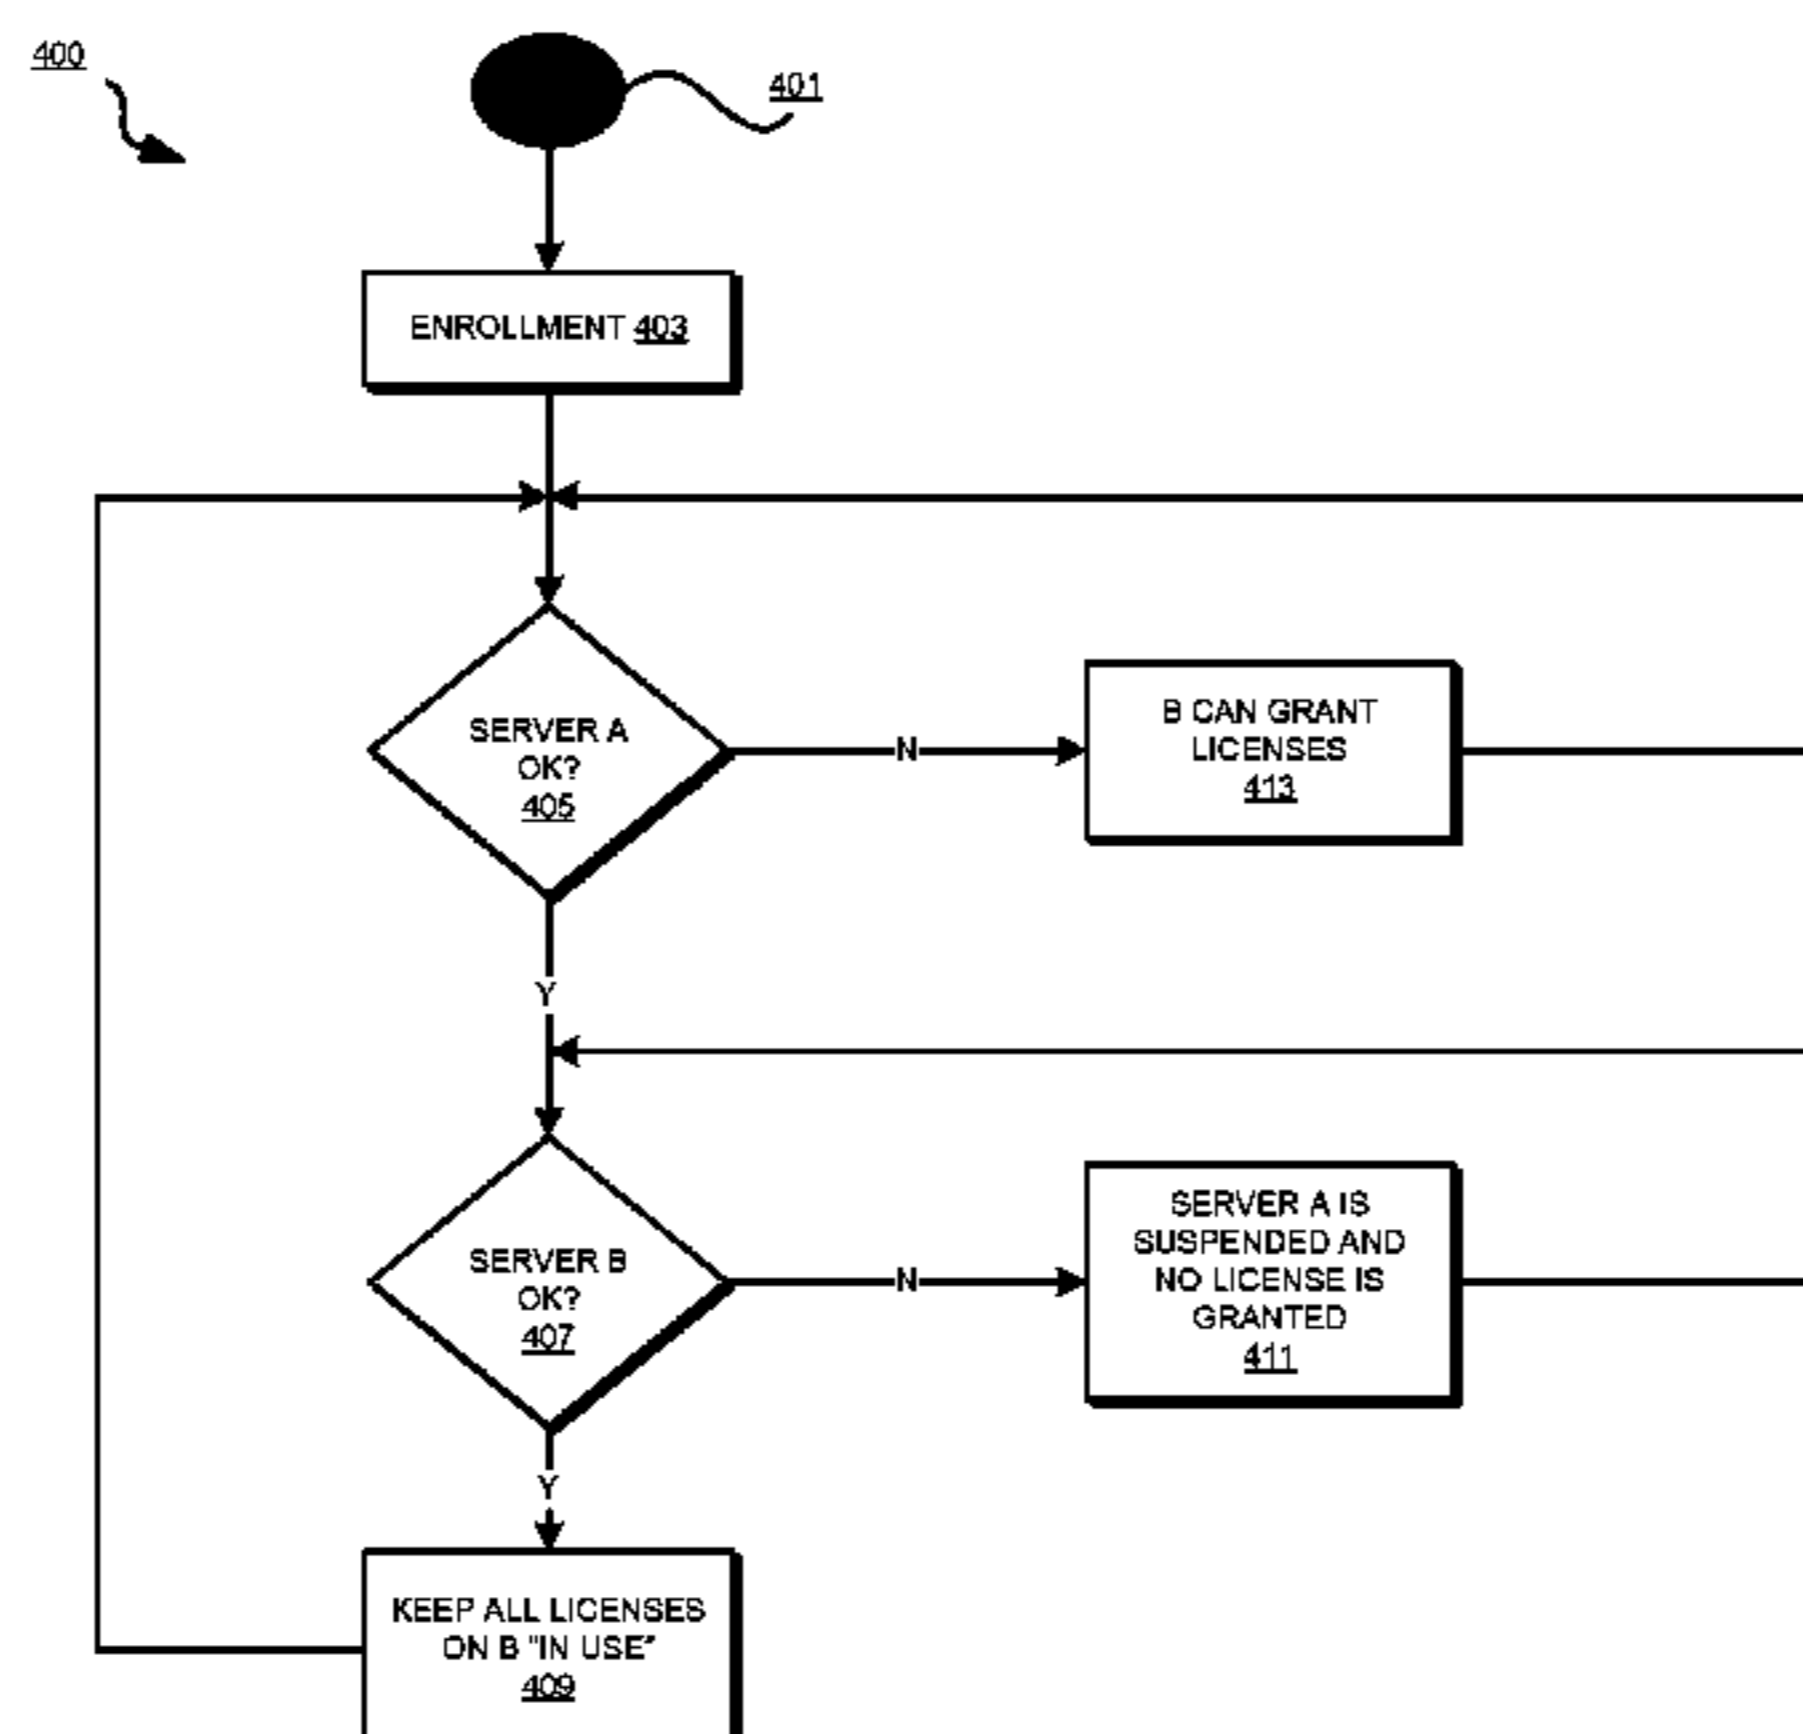 400
401
ENROLLMENT 403
SERVER A
OK?
405
N
B CAN GRANT
LICENSES
413
Y
SERVER B
OK?
407
N
SERVER A IS
SUSPENDED AND
NO LICENSE IS
GRANTED
411
Y
KEEP ALL LICENSES
ON B "IN USE"
409